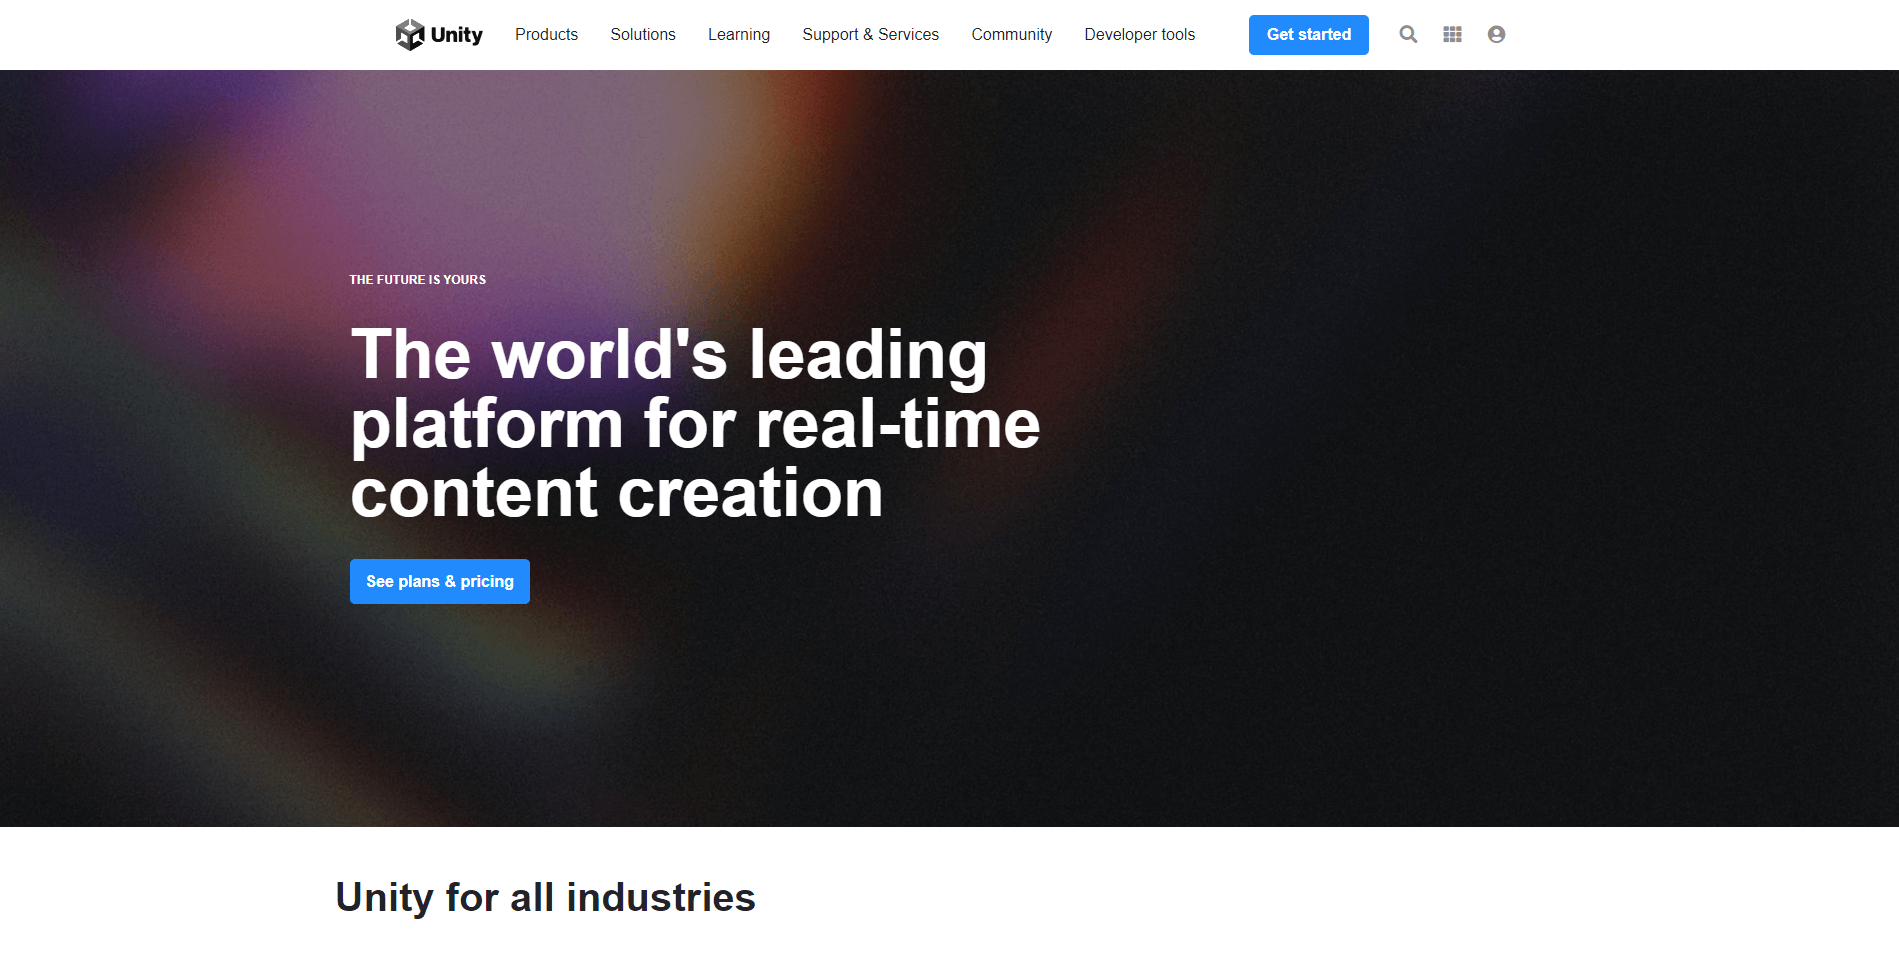 Unity Products Solutions Learning Support & Services Community Developer tools Get started
THE FUTURE IS YOURS
The world's leading
platform for real-time
content creation
See plans & pricing
Unity for all industries